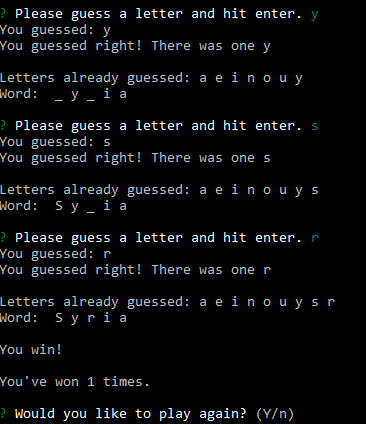 ? Please guess a letter and hit enter. y
You guessed: y
You guessed right! There was one y
Letters already guessed: a e i n o u y
Word:  _ y _ i a
? Please guess a letter and hit enter. s
You guessed: s
You guessed right! There was one s
Letters already guessed: a e i n o u y s
Word:  S y _ i a
? Please guess a letter and hit enter. r
You guessed: r
You guessed right! There was one r
Letters already guessed: a e i n o u y s r
Word:  S y r i a
You win!
You've won 1 times.
? Would you like to play again? (Y/n)